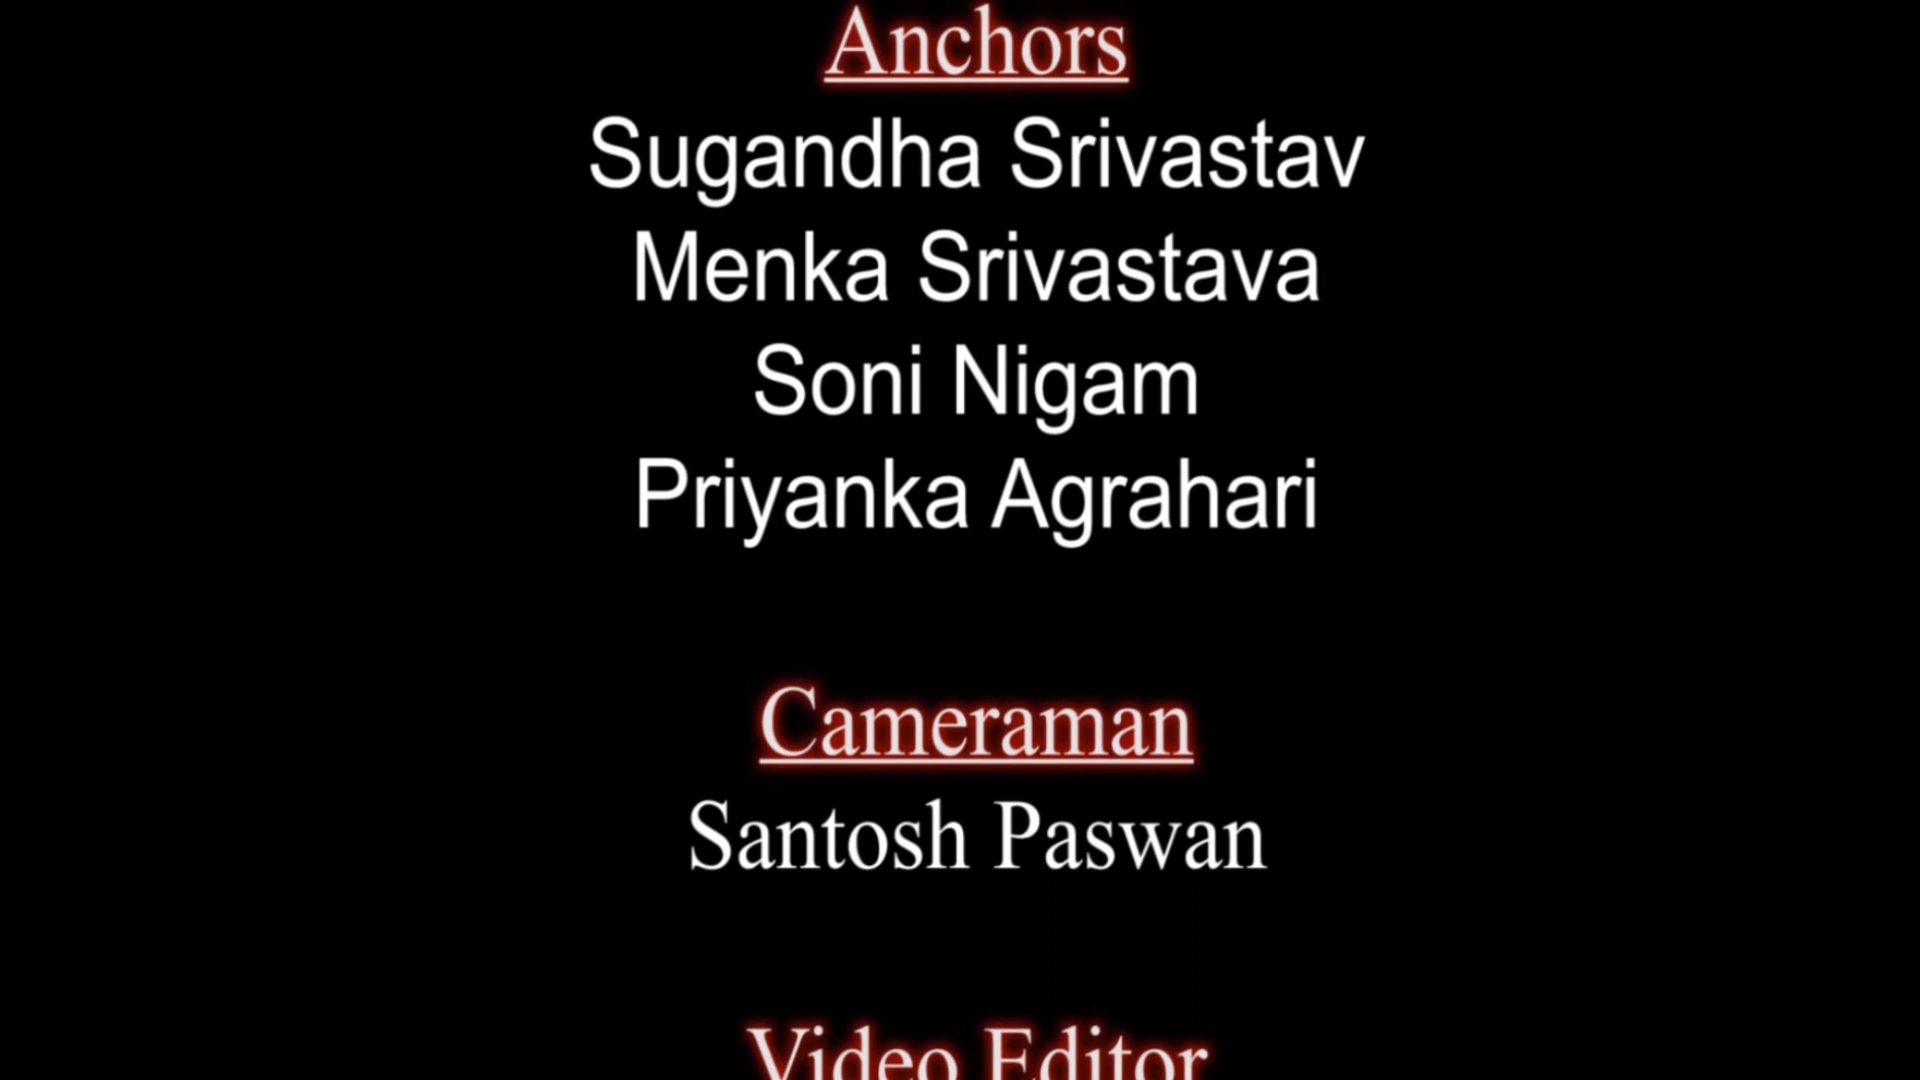 Anchors
Sugandha Srivastav
Menka Srivastava
Soni Nigam
Priyanka Agrahari
Cameraman
Santosh Paswan
Video Editor